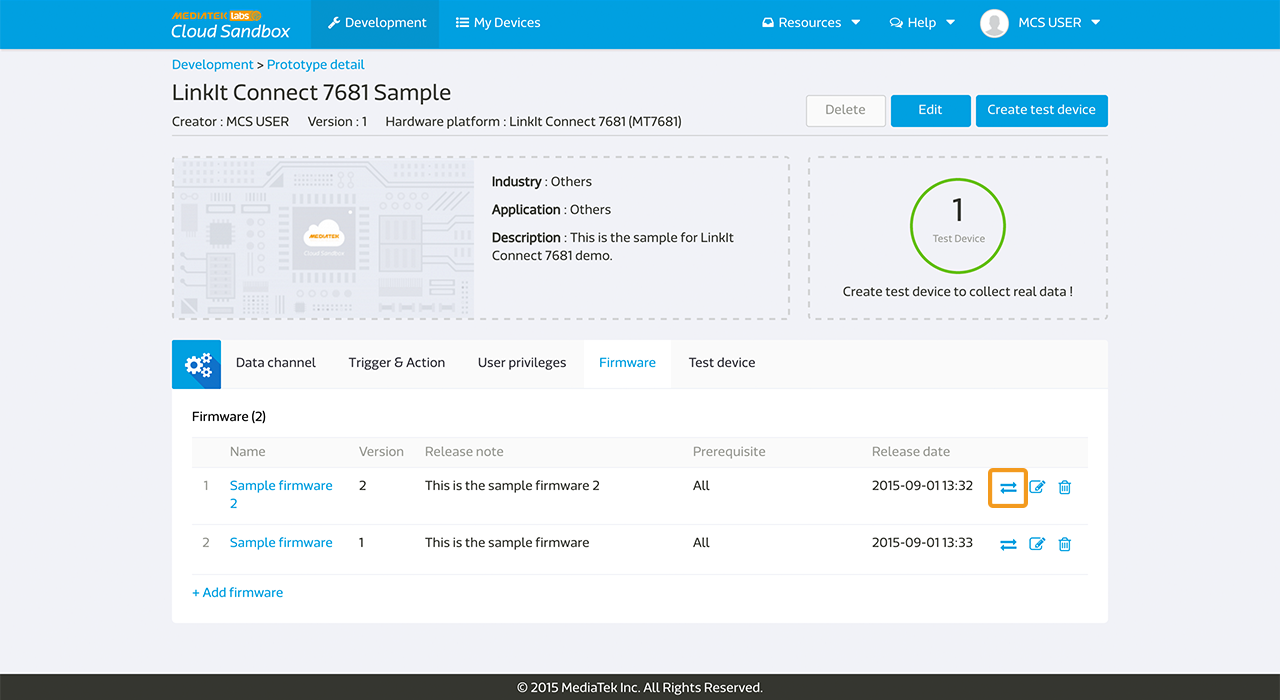 MEDIATEK labs
Cloud Sandbox
Development
My Devices
Resources
Help
MCS USER
Development > Prototype detail
LinkIt Connect 7681 Sample
Creator : MCS USER Version : 1 Hardware platform : LinkIt Connect 7681 (MT7681)
Delete
Edit
Create test device
MEDIATEK
Cloud Sandbox
Industry : Others
Application : Others
Description : This is the sample for LinkIt
Connect 7681 demo.
1
Test Device
Create test device to collect real data !
Data channel
Trigger & Action
User privileges
Firmware
Test device
Firmware (2)
Name Version Release note Prerequisite Release date
1 Sample firmware 2 This is the sample firmware 2 All 2015-09-01 13:32
2
2 Sample firmware 1 This is the sample firmware All 2015-09-01 13:33
+ Add firmware
© 2015 MediaTek Inc. All Rights Reserved.